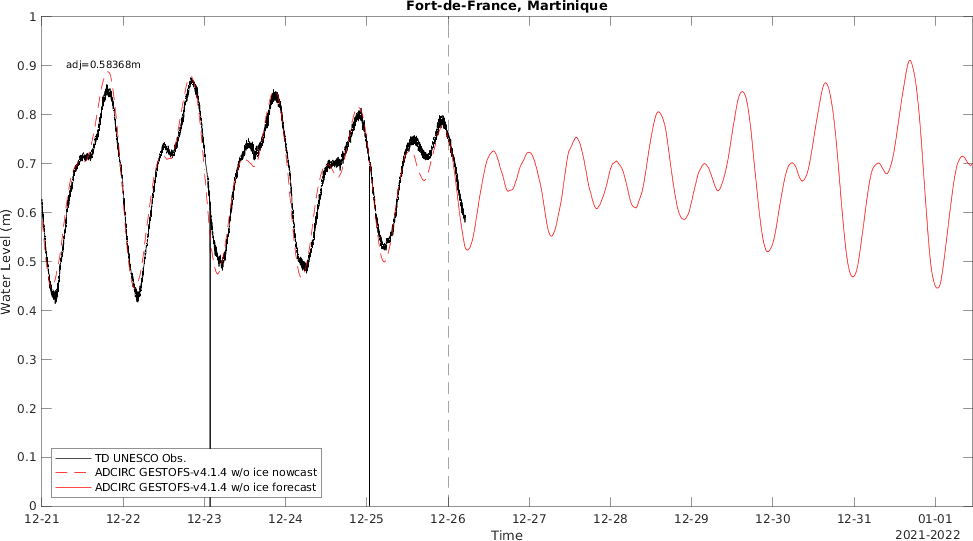 Fort-de-France, Martinique
1
0.9
0.8
0.7
0.6
0.5
0.4
0.3
0.2
0.1
0
Water Level (m)
adj=0.58368m
TD UNESCO Obs.
ADCIRC GESTOFS-v4.1.4 w/o ice nowcast
ADCIRC GESTOFS-v4.1.4 w/o ice forecast
12-21 12-22 12-23 12-24 12-25 12-26 12-27 12-28 12-29 12-30 12-31 01-01
2021-2022
Time